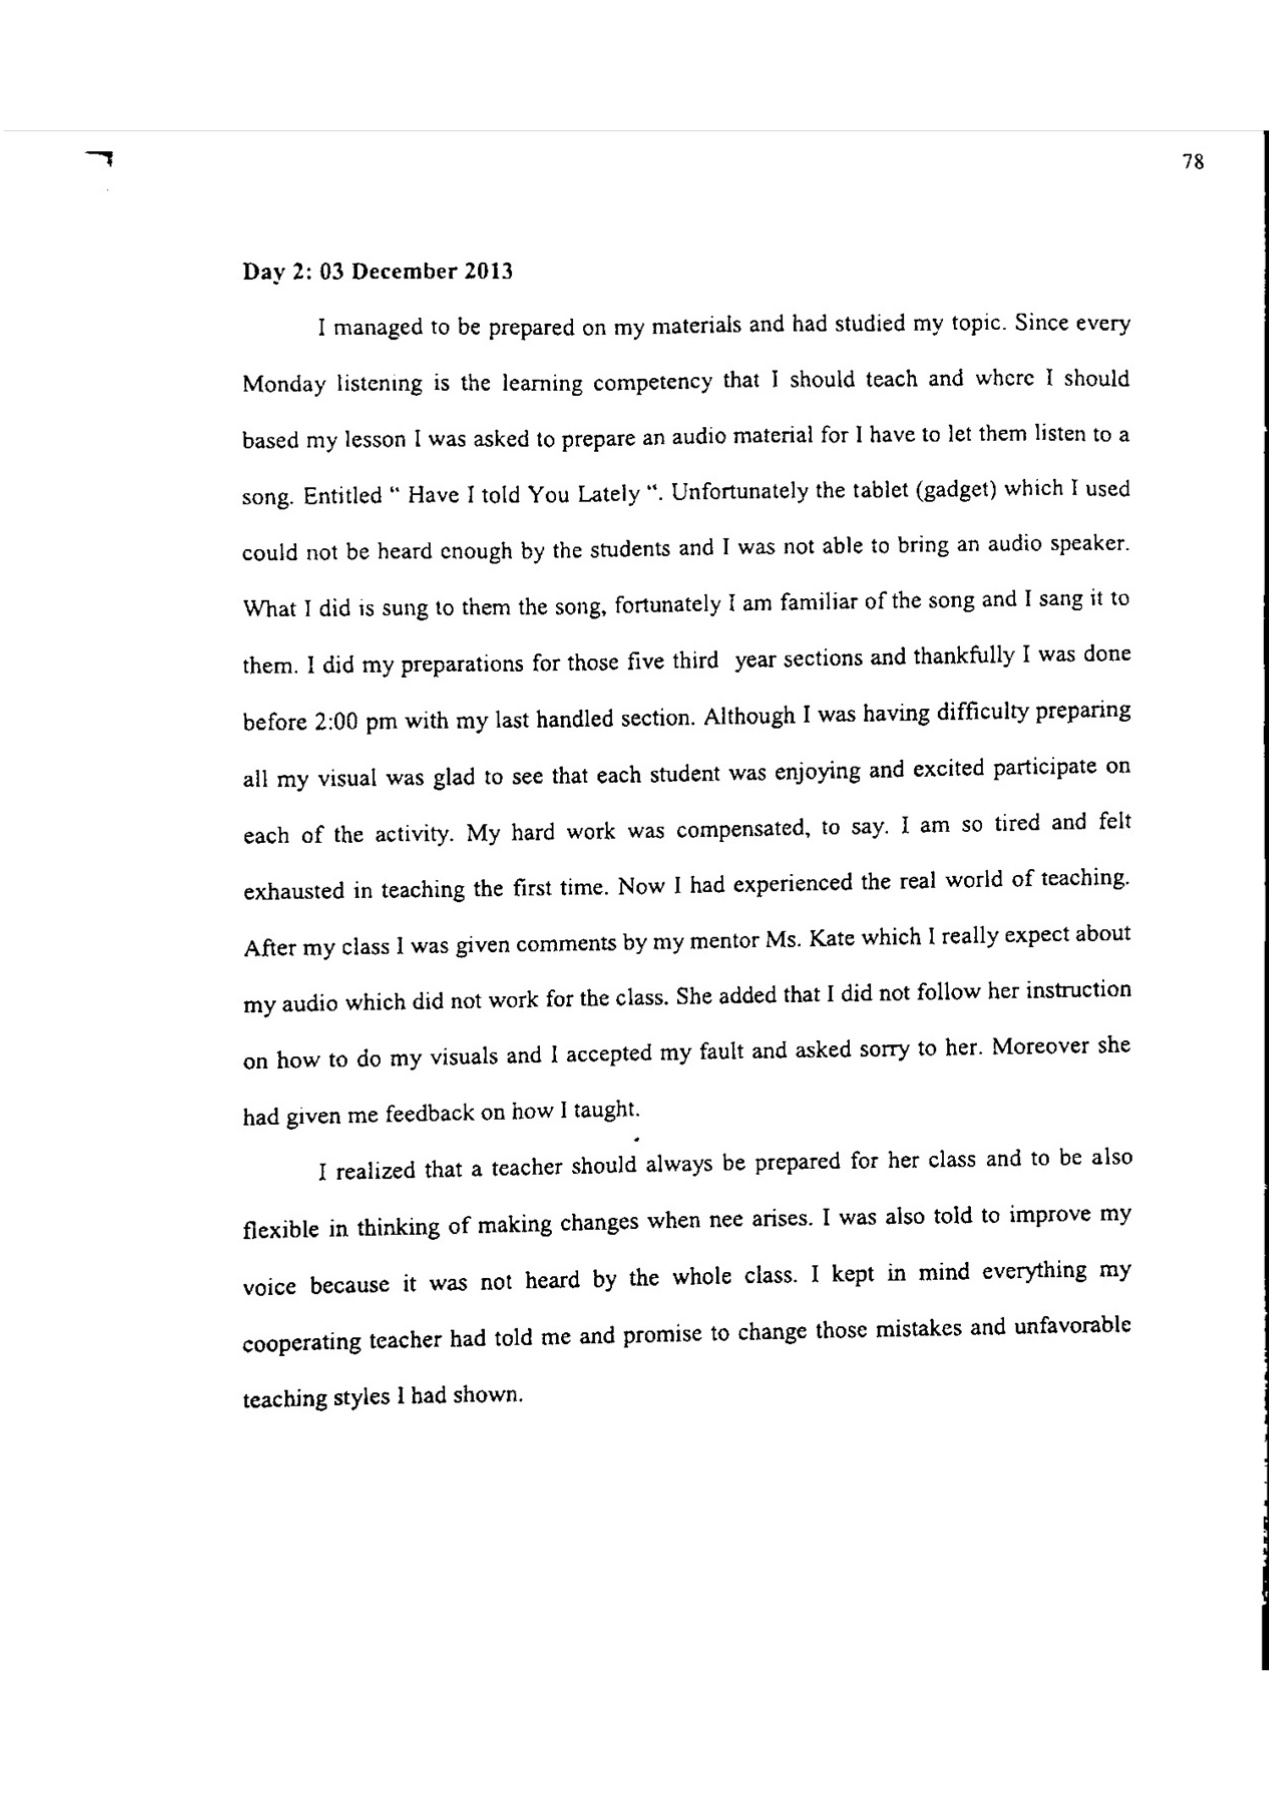 78
Day 2: 03 December 2013
I managed to be prepared on my materials and had studied my topic. Since every
Monday listening is the learning competency that I should teach and where I should
based my lesson I was asked to prepare an audio material for I have to let them listen to a
song. Entitled “ Have I told You Lately “. Unfortunately the tablet (gadget) which I used
could not be heard enough by the students and I was not able to bring an audio speaker.
What I did is sung to them the song, fortunately I am familiar of the song and I sang it to
them. I did my preparations for those five third year sections and thankfully I was done
before 2:00 pm with my last handled section. Although I was having difficulty preparing
all my visual was glad to see that each student was enjoying and excited participate on
each of the activity. My hard work was compensated, to say. I am so tired and felt
exhausted in teaching the first time. Now I had experienced the real world of teaching.
After my class I was given comments by my mentor Ms. Kate which I really expect about
my audio which did not work for the class. She added that I did not follow her instruction
on how to do my visuals and I accepted my fault and asked sorry to her. Moreover she
had given me feedback on how I taught.
I realized that a teacher should always be prepared for her class and to be also
flexible in thinking of making changes when nee arises. I was also told to improve my
voice because it was not heard by the whole class. I kept in mind everything my
cooperating teacher had told me and promise to change those mistakes and unfavorable
teaching styles I had shown.